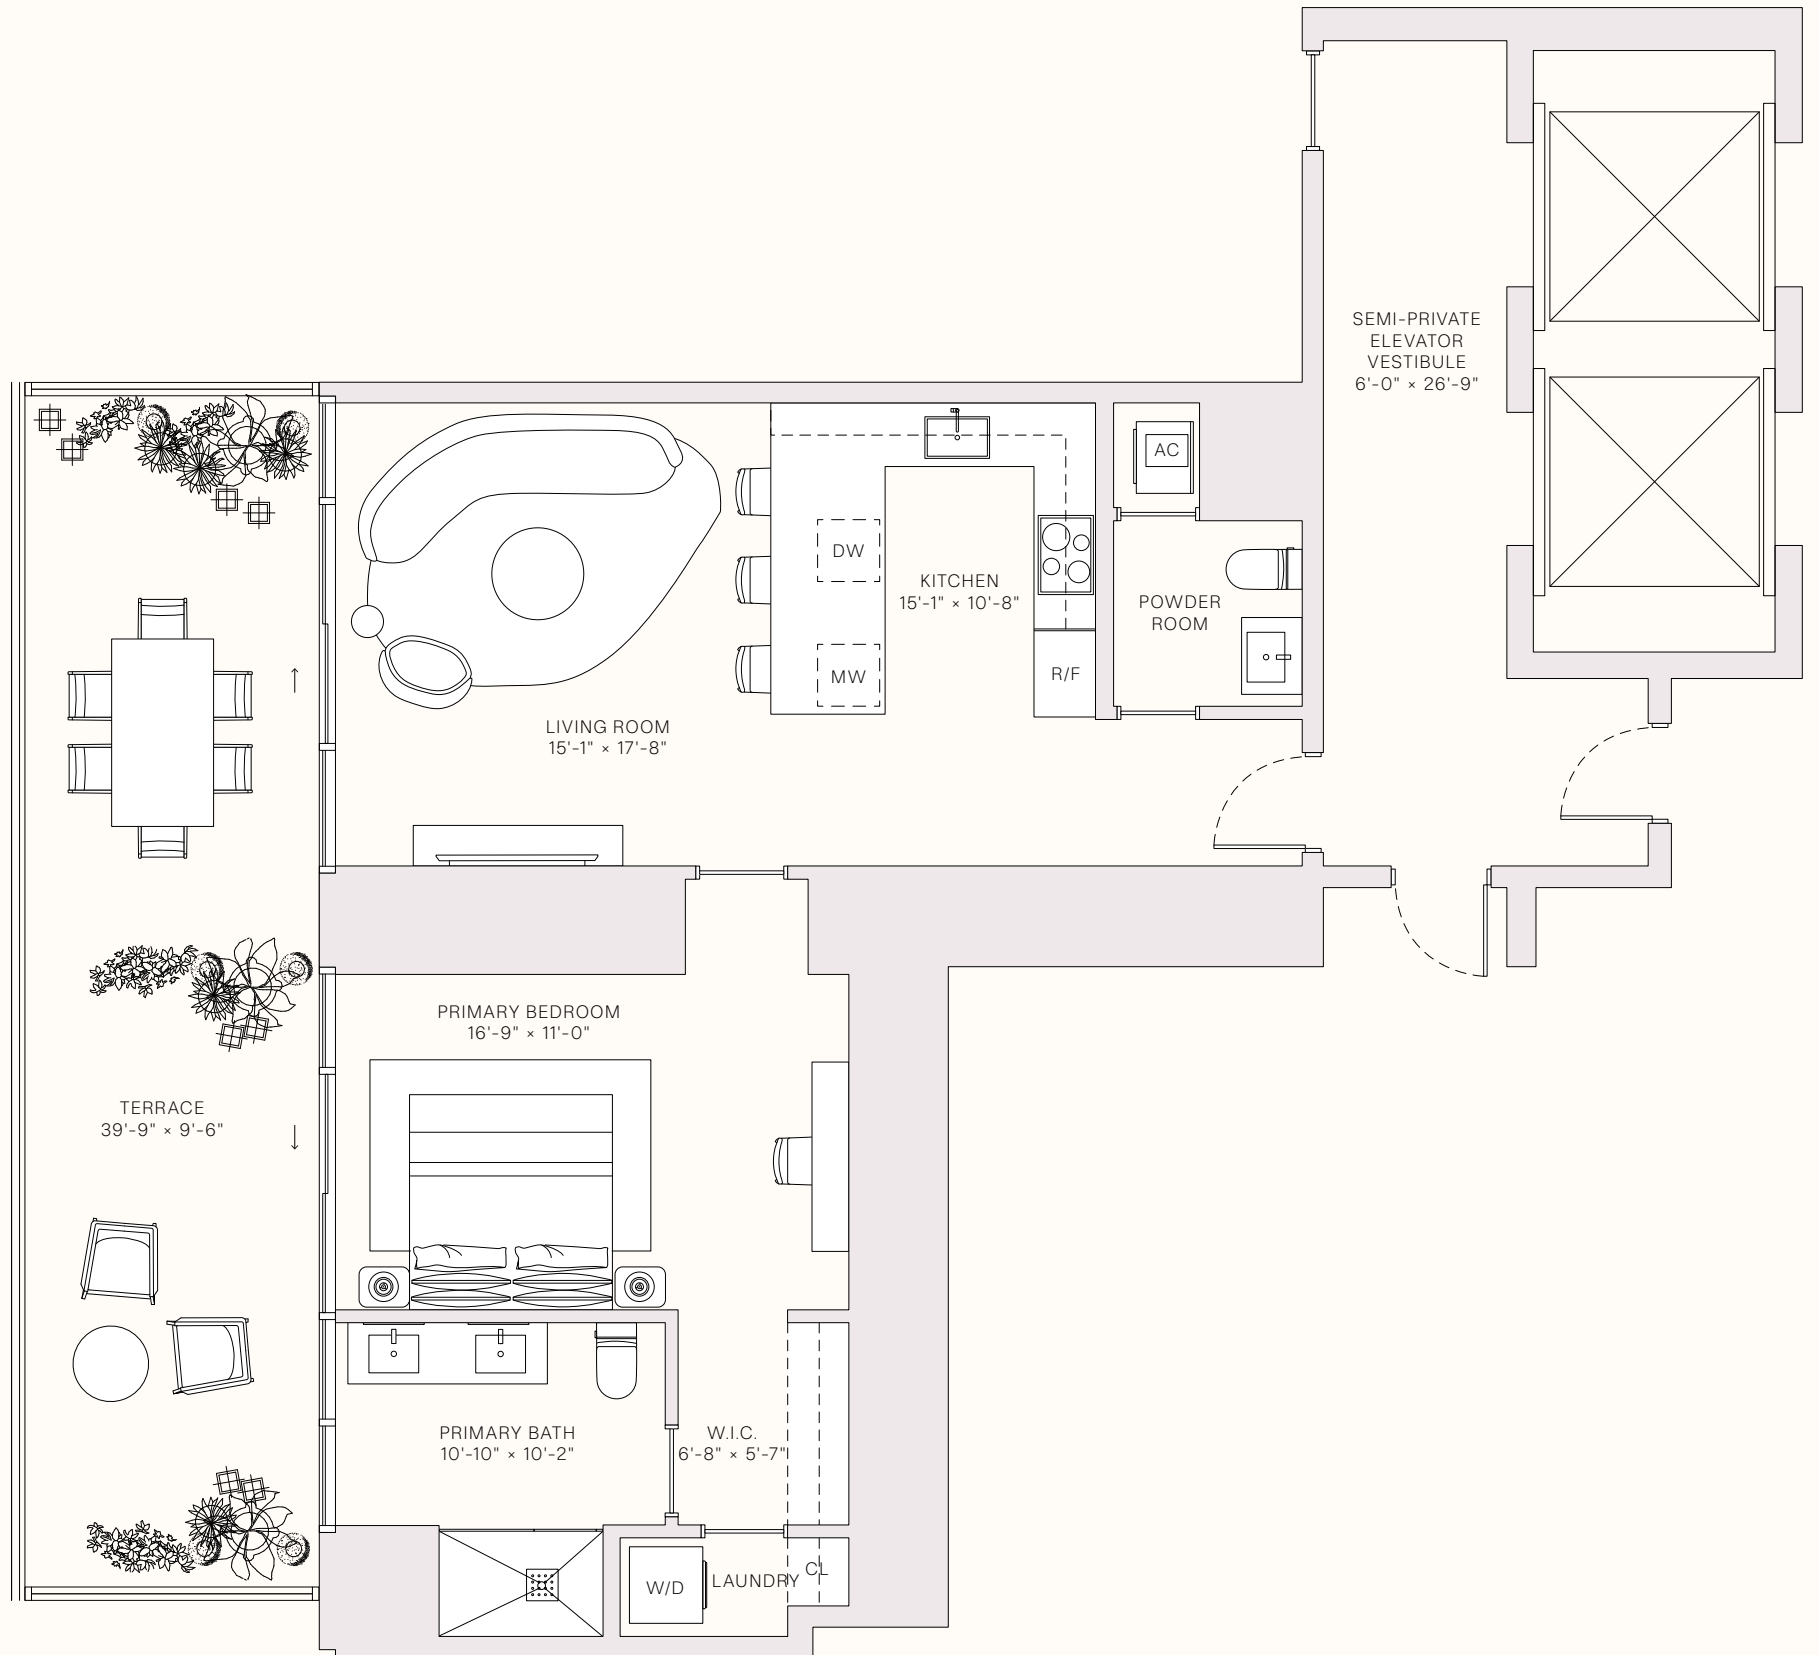 SEMI-PRIVATE
ELEVATOR
VESTIBULE
6'-0" × 26'-9"
AC
DW
KITCHEN
15'-1" × 10'-8"
POWDER
ROOM
MW
R/F
LIVING ROOM
15'-1" × 17'-8"
PRIMARY BEDROOM
16'-9" × 11'-0"
TERRACE
39'-9" × 9'-6"
PRIMARY BATH
10'-10" × 10'-2"
W.I.C.
6'-8" × 5'-7"
W/D
LAUNDRY
CL